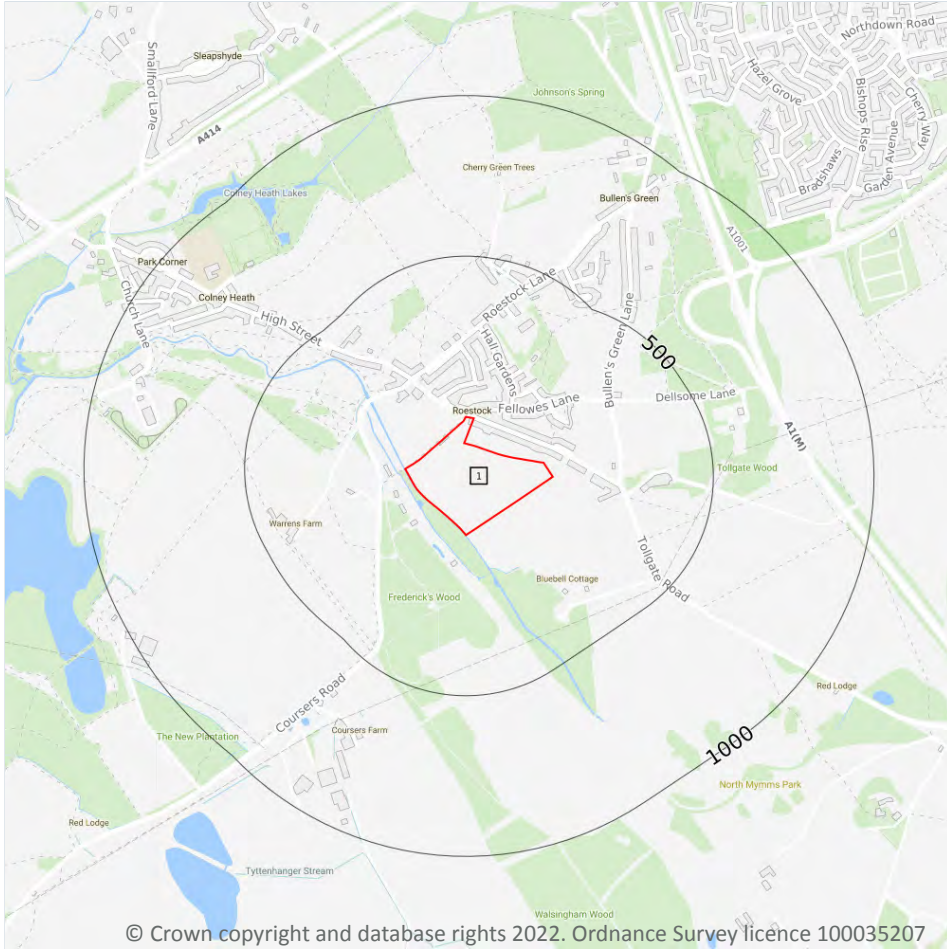 Northdown Road
Sleapshyde
Smallford Lane
Hazel Grove
Bishops Rise
Cherry Way
Johnson's Spring
A414
Garden Avenue
Bradshaws
Cherry Green Trees
Colney Heath Lakes
Bullen's Green
A1001
Park Corner
Church Lane
Colney Heath
Roestock Lane
High Street
Bullen's Green Lane
Hall Gardens
500
Dellsome Lane
Fellowes Lane
Roestock
A1(M)
Tollgate Wood
1
Warrens Farm
Tollgate Road
Bluebell Cottage
Frederick's Wood
Red Lodge
Coursers Road
Coursers Farm
The New Plantation
1000
North Mymms Park
Red Lodge
Tyttenhanger Stream
Walsingham Wood
© Crown copyright and database rights 2022. Ordnance Survey licence 100035207